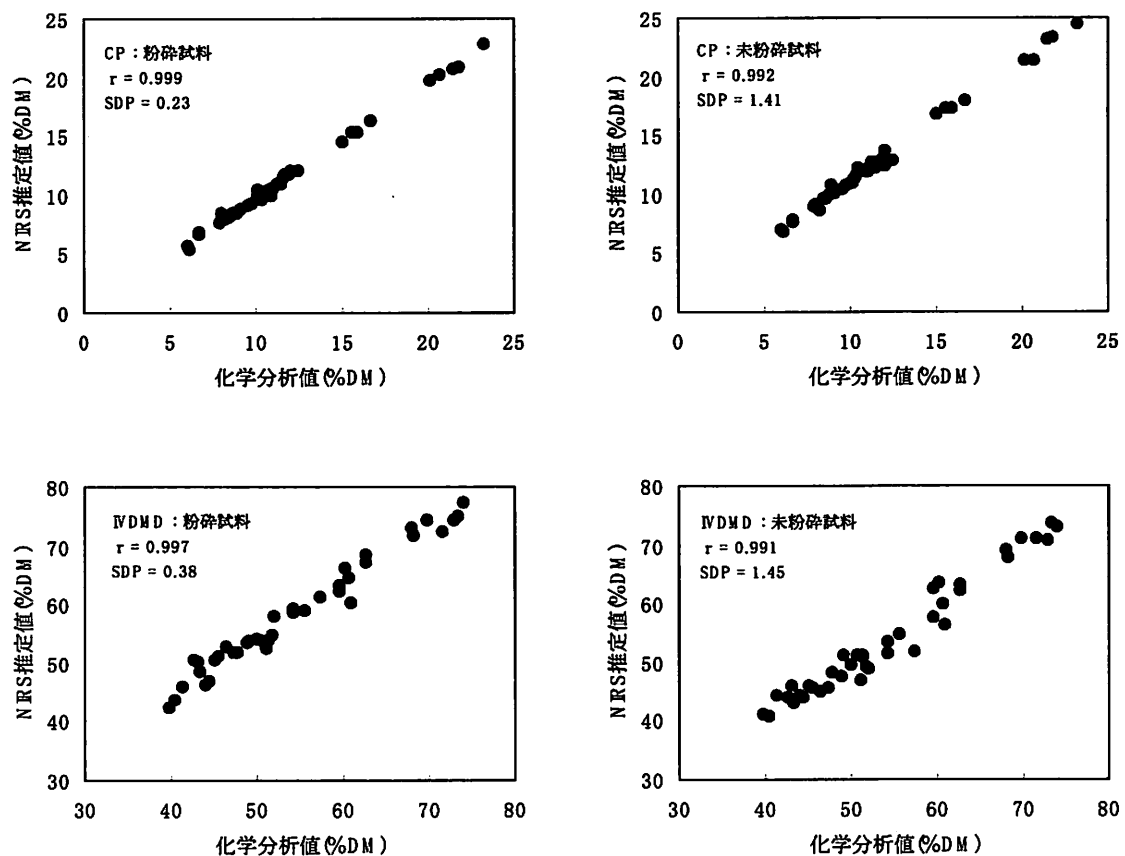 CP：粉砕試料
r = 0.999
SDP = 0.23
NIRS推定値(%DM)
25
20
15
10
5
0
0 5 10 15 20 25
化学分析値(%DM)
CP：未粉砕試料
r = 0.992
SDP = 1.41
NIRS推定値(%DM)
25
20
15
10
5
0
0 5 10 15 20 25
化学分析値(%DM)
IVDMD：粉砕試料
r = 0.997
SDP = 0.38
NIRS推定値(%DM)
80
70
60
50
40
30
30 40 50 60 70 80
化学分析値(%DM)
IVDMD：未粉砕試料
r = 0.991
SDP = 1.45
NIRS推定値(%DM)
80
70
60
50
40
30
30 40 50 60 70 80
化学分析値(%DM)